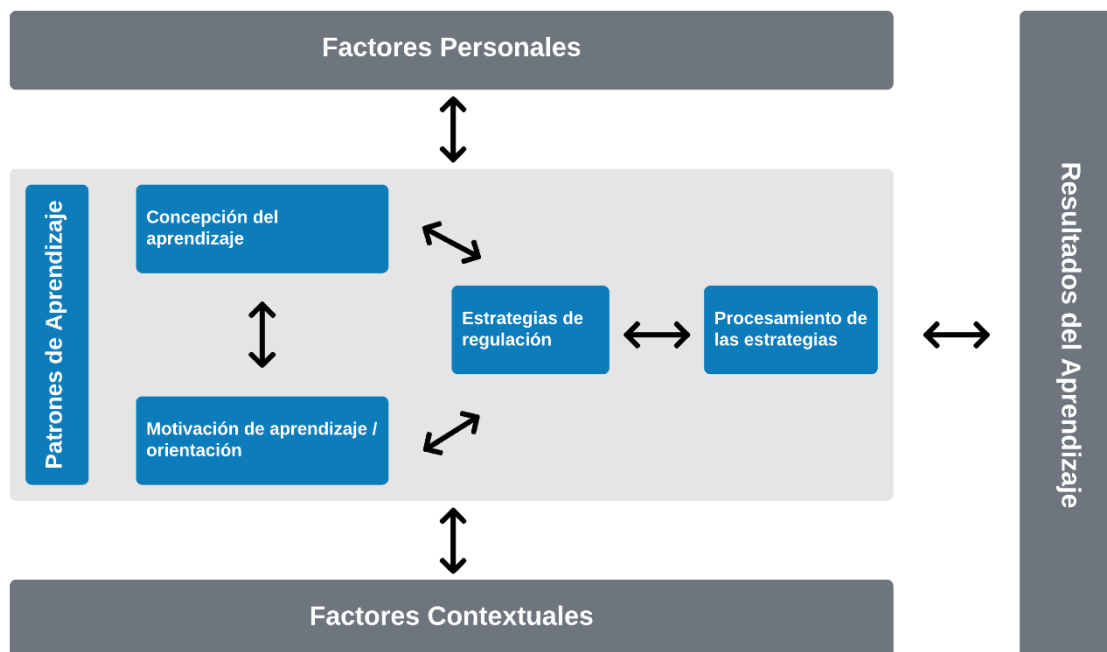 Factores Personales
Patrones de Aprendizaje
Concepción del
aprendizaje
Motivación de aprendizaje /
orientación
Estrategias de
regulación
Procesamiento de
las estrategias
Factores Contextuales
Resultados del Aprendizaje